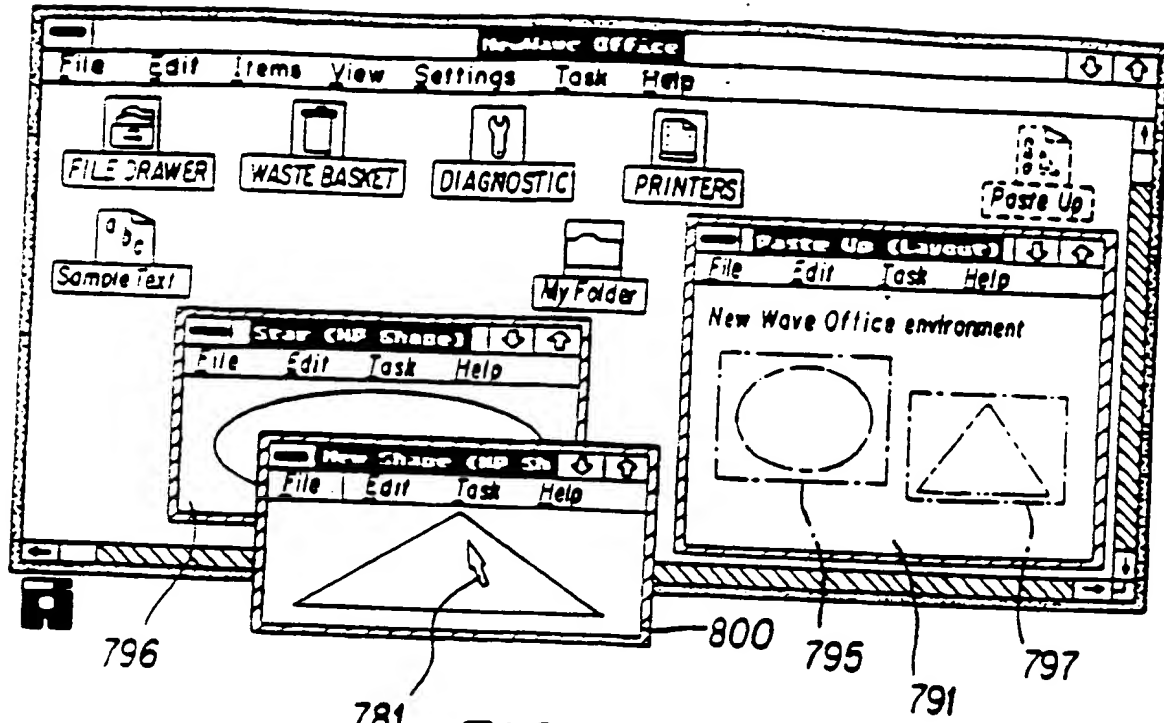 NewWave Office
File Edit Items View Settings Task Help
FILE DRAWER
WASTE BASKET
DIAGNOSTIC
PRINTERS
Paste Up
abc
Sample Text
My Folder
Paste Up (Layout)
File Edit Task Help
New Wave Office environment
Star (HP Shape)
File Edit Task Help
New Shape (HP Sh
File Edit Task Help
796
781
800
795
791
797